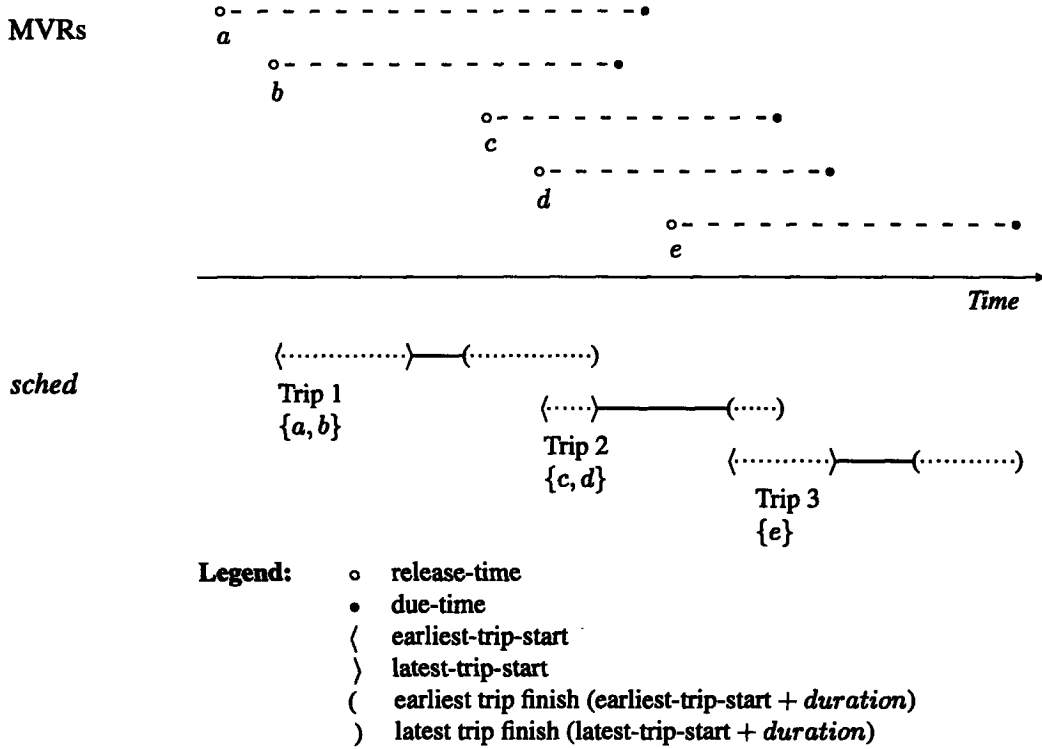 MVRs
a
b
c
d
e
Time
sched
Trip 1
{a, b}
Trip 2
{c, d}
Trip 3
{e}
Legend:
○ release-time
● due-time
⟨ earliest-trip-start
⟩ latest-trip-start
( earliest trip finish (earliest-trip-start + duration)
) latest trip finish (latest-trip-start + duration)